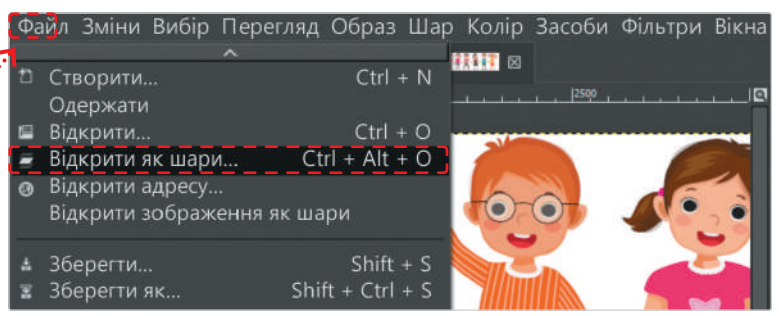 Файл Зміни Вибір Перегляд Образ Шар Колір Засоби Фільтри Вікна
Створити... Ctrl + N
Одержати
Відкрити... Ctrl + O
Відкрити як шари... Ctrl + Alt + O
Відкрити адресу...
Відкрити зображення як шари
Зберегти... Shift + S
Зберегти як... Shift + Ctrl + S
2500